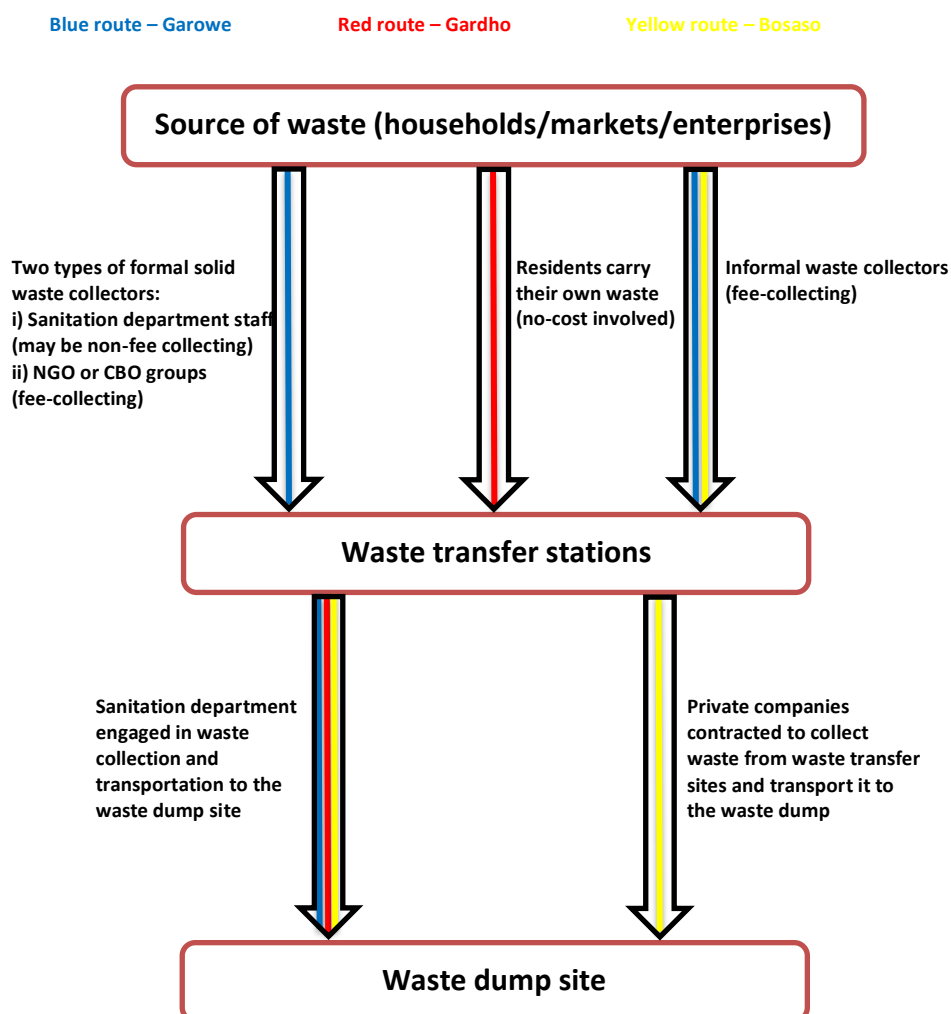 Blue route – Garowe
Red route – Gardho
Yellow route – Bosaso
Source of waste (households/markets/enterprises)
Two types of formal solid
waste collectors:
i) Sanitation department staff
(may be non-fee collecting)
ii) NGO or CBO groups
(fee-collecting)
Residents carry
their own waste
(no-cost involved)
Informal waste collectors
(fee-collecting)
Waste transfer stations
Sanitation department
engaged in waste
collection and
transportation to the
waste dump site
Private companies
contracted to collect
waste from waste transfer
sites and transport it to
the waste dump
Waste dump site